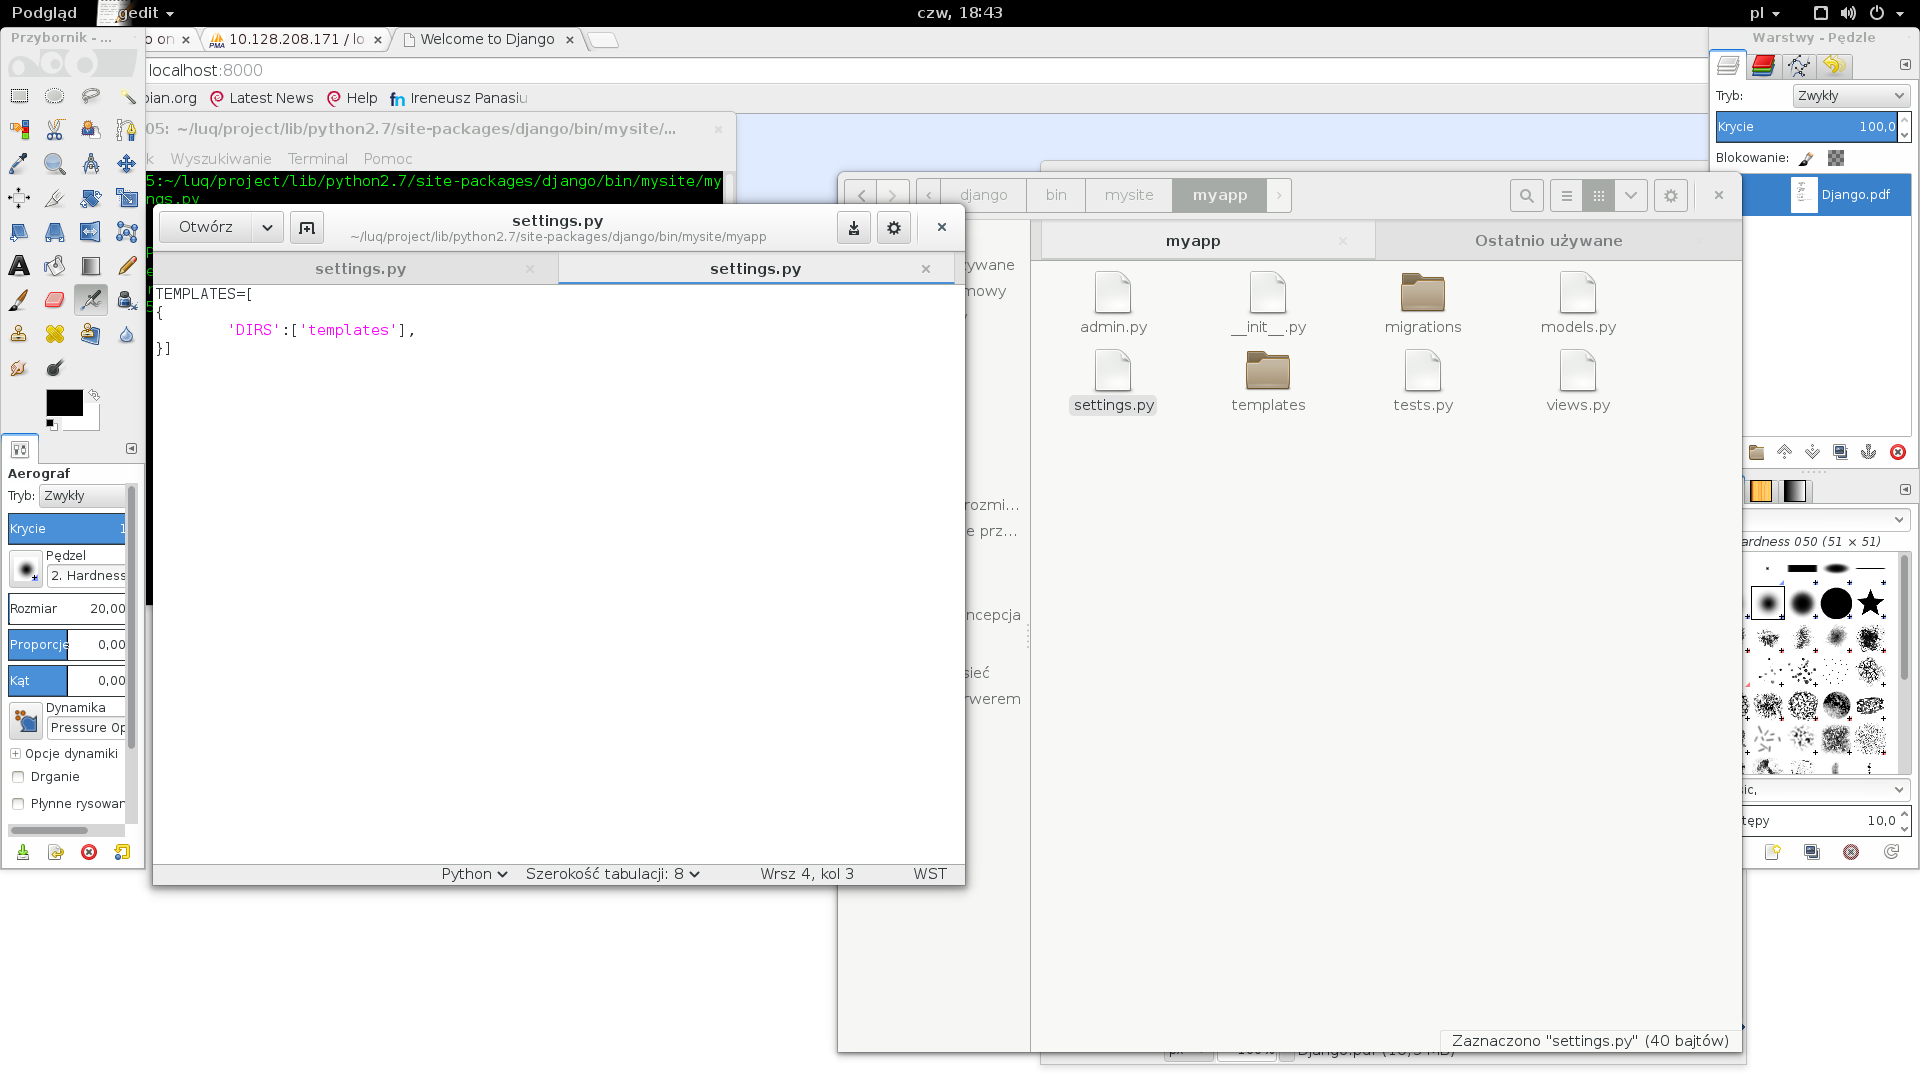 Podgląd
gedit
czw, 18:43
pl
Przybornik - ...
o on
10.128.208.171 / lo
Welcome to Django
localhost:8000
bian.org
Latest News
Help
Ireneusz Panasiu
05: ~/luq/project/lib/python2.7/site-packages/django/bin/mysite/...
k Wyszukiwanie Terminal Pomoc
5:~/luq/project/lib/python2.7/site-packages/django/bin/mysite/my
ngs.py
Otwórz
settings.py
~/luq/project/lib/python2.7/site-packages/django/bin/mysite/myapp
settings.py
settings.py
TEMPLATES=[
{
'DIRS':['templates'],
}]
Python
Szerokość tabulacji: 8
Wrsz 4, kol 3
WST
django
bin
mysite
myapp
myapp
Ostatnio używane
ywane
mowy
rozmi...
e prz...
ncepcja
sieć
rwerem
admin.py
__init__.py
migrations
models.py
settings.py
templates
tests.py
views.py
Zaznaczono "settings.py" (40 bajtów)
Aerograf
Tryb: Zwykły
Krycie 1
Pędzel
2. Hardness
Rozmiar 20,00
Proporcje 0,00
Kąt 0,00
Dynamika
Pressure Op
Opcje dynamiki
Drganie
Płynne rysowan
Warstwy - Pędzle
Tryb: Zwykły
Krycie 100,0
Blokowanie:
Django.pdf
ardness 050 (51 × 51)
sic,
tępy 10,0